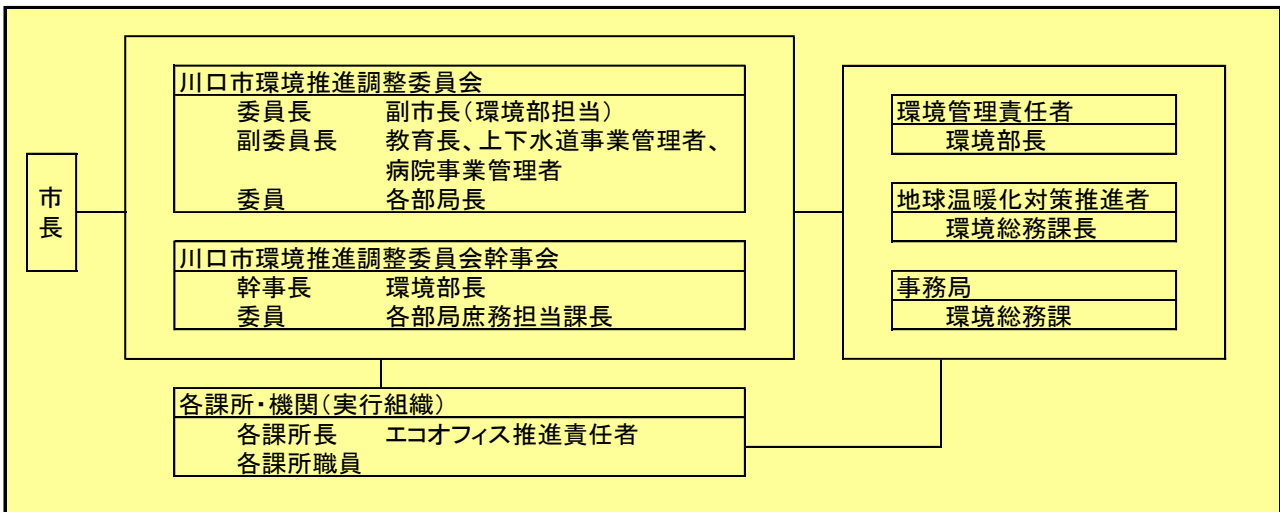 市長
川口市環境推進調整委員会
委員長 副市長(環境部担当)
副委員長 教育長、上下水道事業管理者、
病院事業管理者
委員 各部局長
川口市環境推進調整委員会幹事会
幹事長 環境部長
委員 各部局庶務担当課長
各課所・機関(実行組織)
各課所長 エコオフィス推進責任者
各課所職員
環境管理責任者
環境部長
地球温暖化対策推進者
環境総務課長
事務局
環境総務課